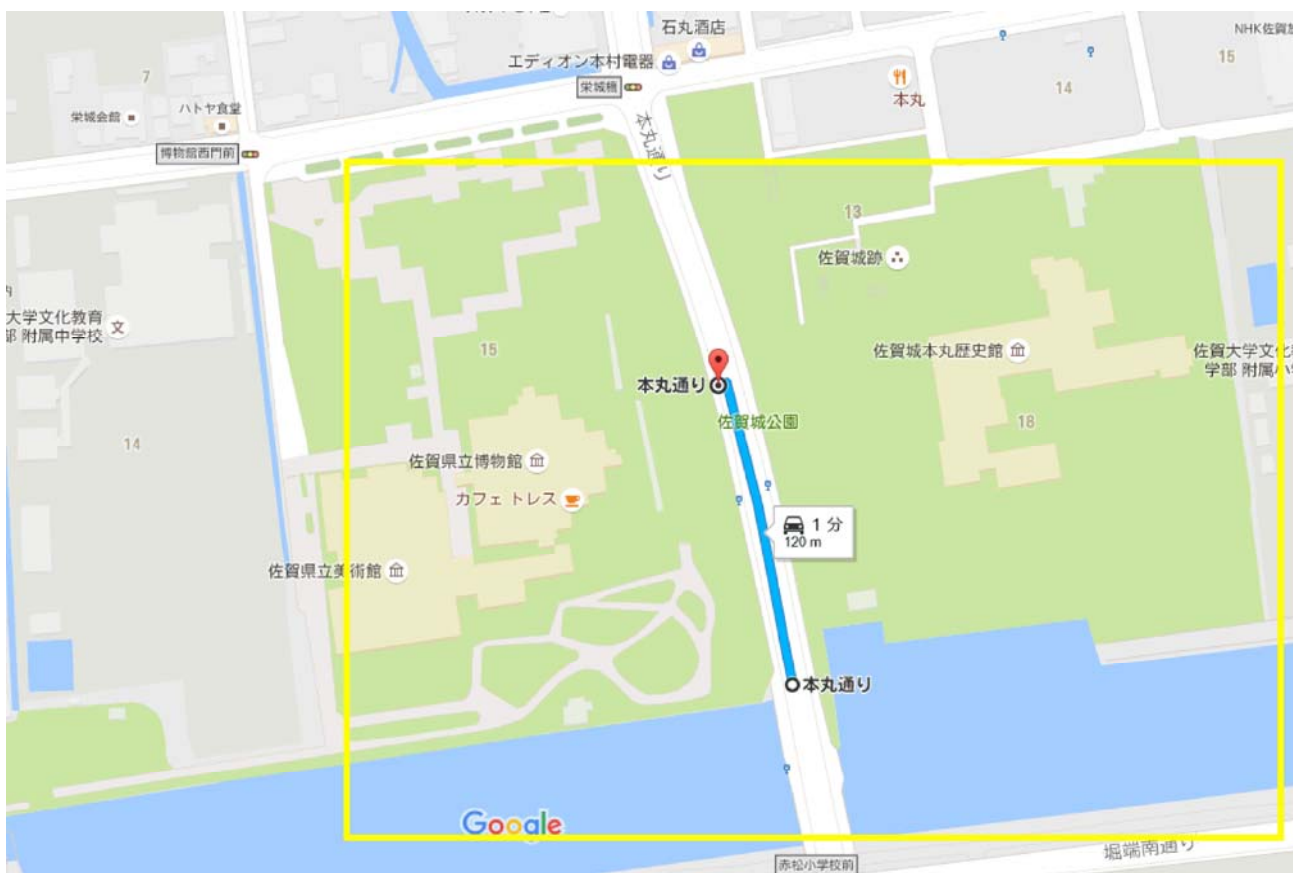 石丸酒店
NHK佐賀放
エディオン本村電器
15
7
栄城橋
本丸
14
ハトヤ食堂
栄城会館
本丸通り
博物館西門前
13
佐賀城跡
大学文化教育
部 附属中学校
15
佐賀城本丸歴史館
佐賀大学文化教
学部 附属小学
本丸通り
佐賀城公園
18
14
佐賀県立博物館
カフェ トレス
1 分
120 m
佐賀県立美術館
本丸通り
Google
堀端南通り
赤松小学校前